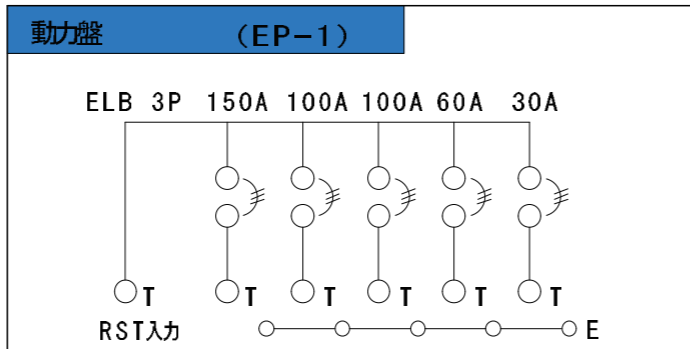 動力盤 (EP-1)
ELB 3P 150A 100A 100A 60A 30A
T T T T T T
RST入力 E